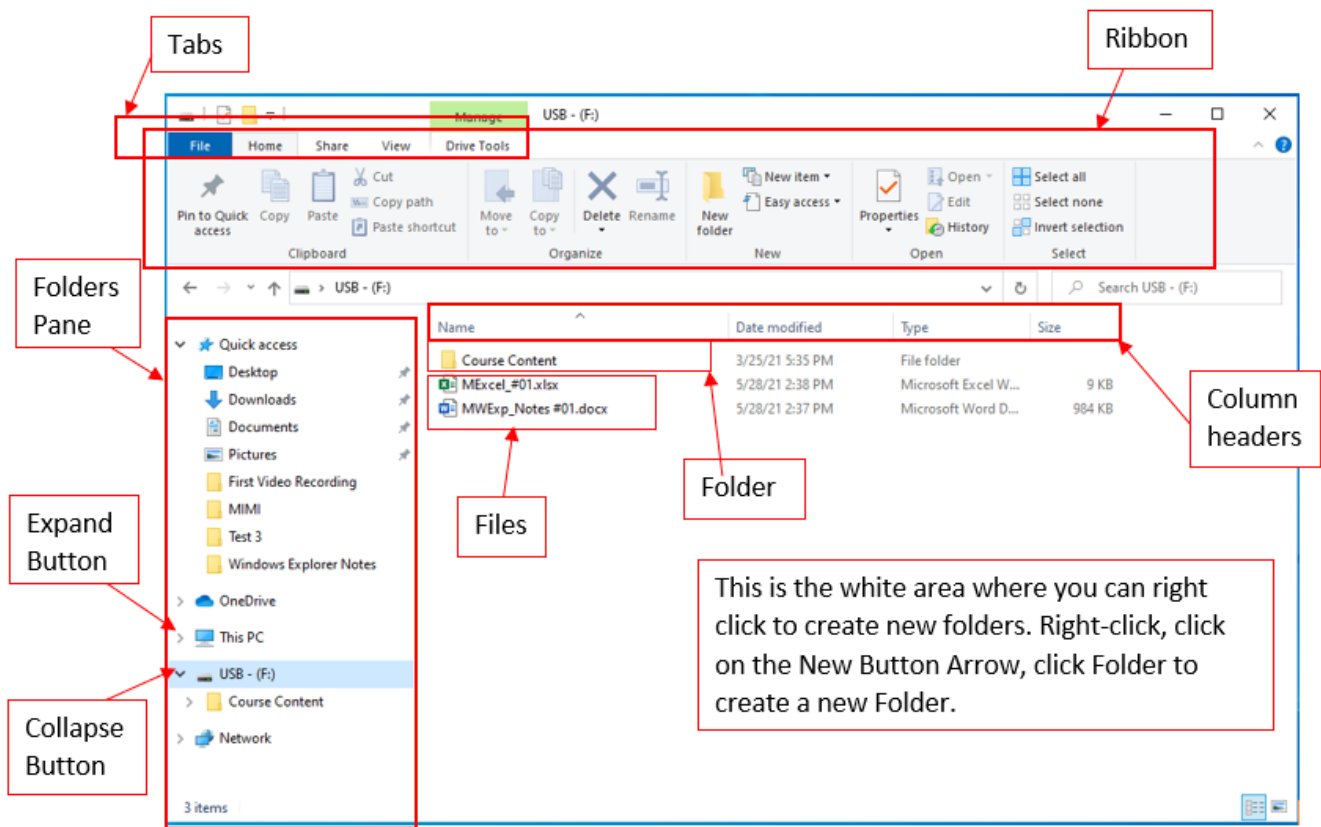 Tabs
Ribbon
Manage
USB - (F:)
File Home Share View Drive Tools
Pin to Quick access
Copy
Paste
Cut
Copy path
Paste shortcut
Clipboard
Move to
Copy to
Delete
Rename
Organize
New folder
New item
Easy access
New
Properties
Open
Edit
History
Open
Select all
Select none
Invert selection
Select
USB - (F:)
Search USB - (F:)
Folders
Pane
Name Date modified Type Size
Course Content 3/25/21 5:35 PM File folder
MExcel_#01.xlsx 5/28/21 2:38 PM Microsoft Excel W... 9 KB
MWExp_Notes #01.docx 5/28/21 2:37 PM Microsoft Word D... 984 KB
Column
headers
Folder
Files
Quick access
Desktop
Downloads
Documents
Pictures
First Video Recording
MIMI
Test 3
Windows Explorer Notes
OneDrive
This PC
USB - (F:)
Course Content
Network
Expand
Button
Collapse
Button
This is the white area where you can right
click to create new folders. Right-click, click
on the New Button Arrow, click Folder to
create a new Folder.
3 items